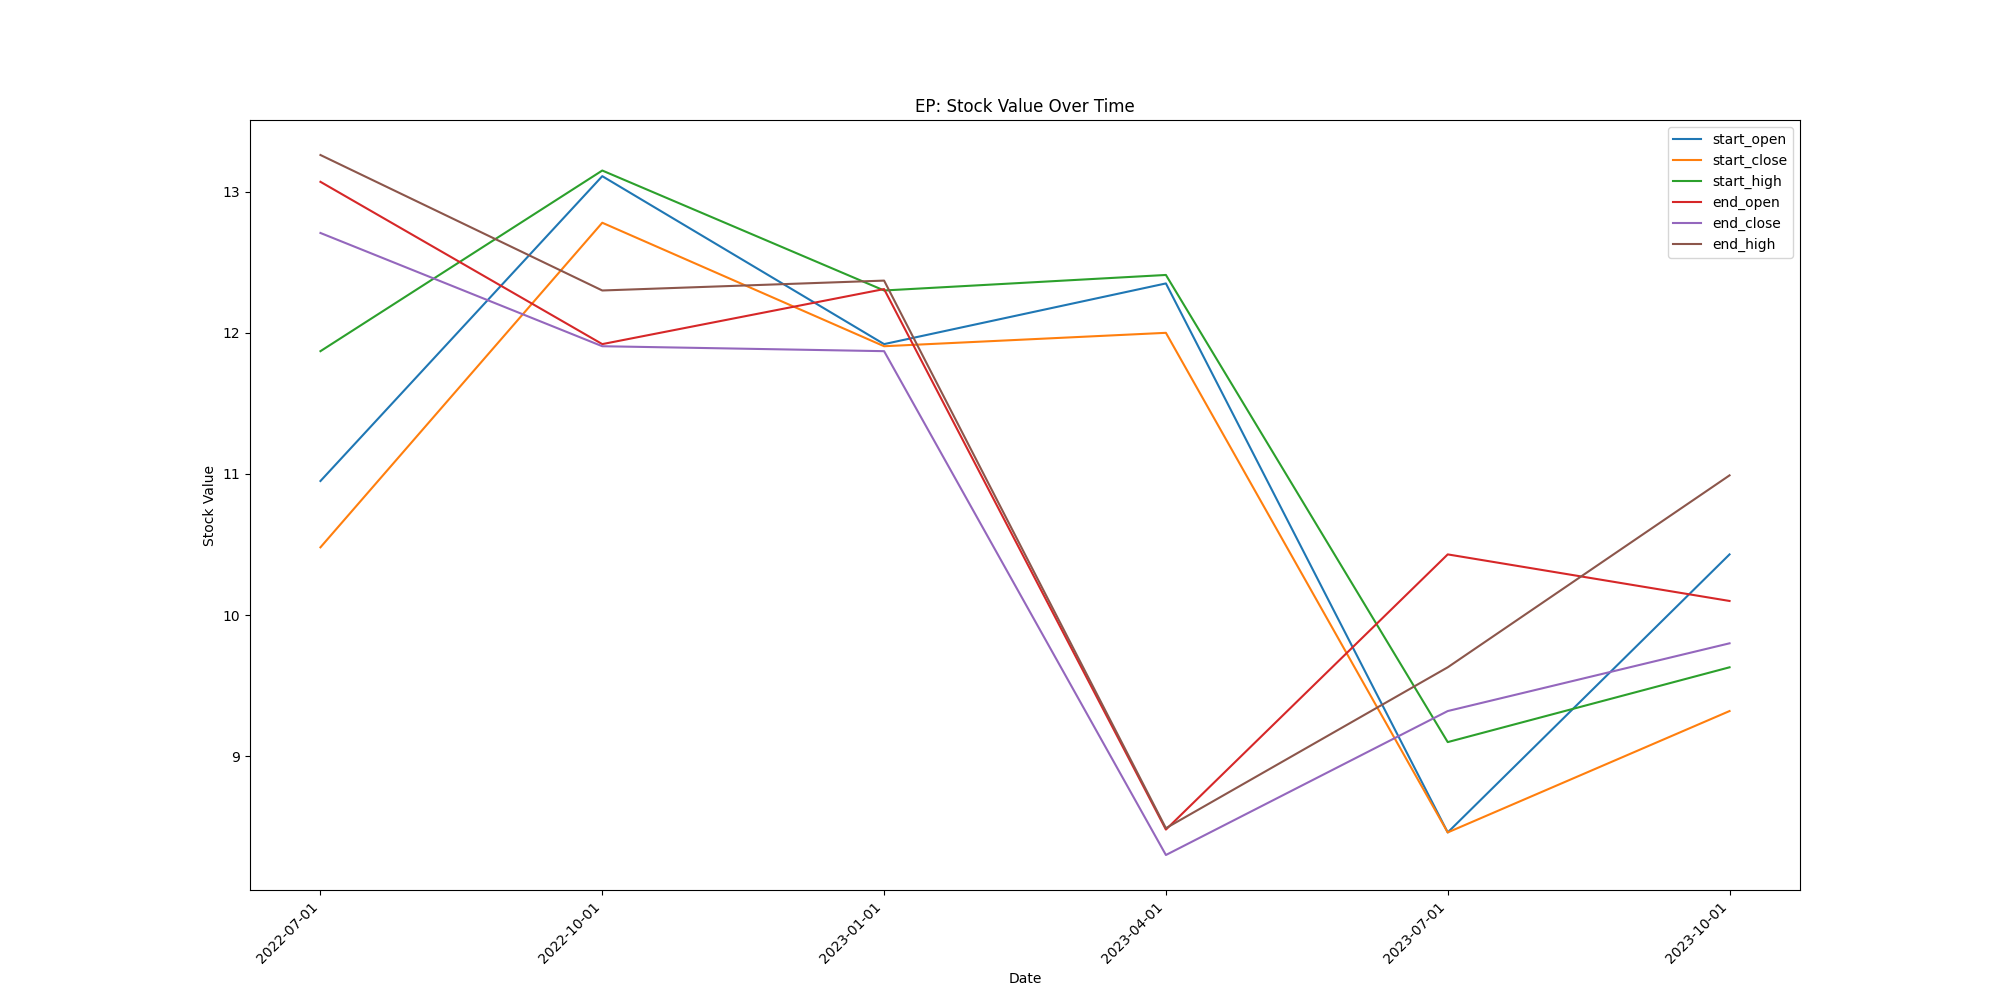 EP: Stock Value Over Time
start_open
start_close
start_high
end_open
end_close
end_high
13
12
11
10
9
Stock Value
2022-07-01
2022-10-01
2023-01-01
2023-04-01
2023-07-01
2023-10-01
Date